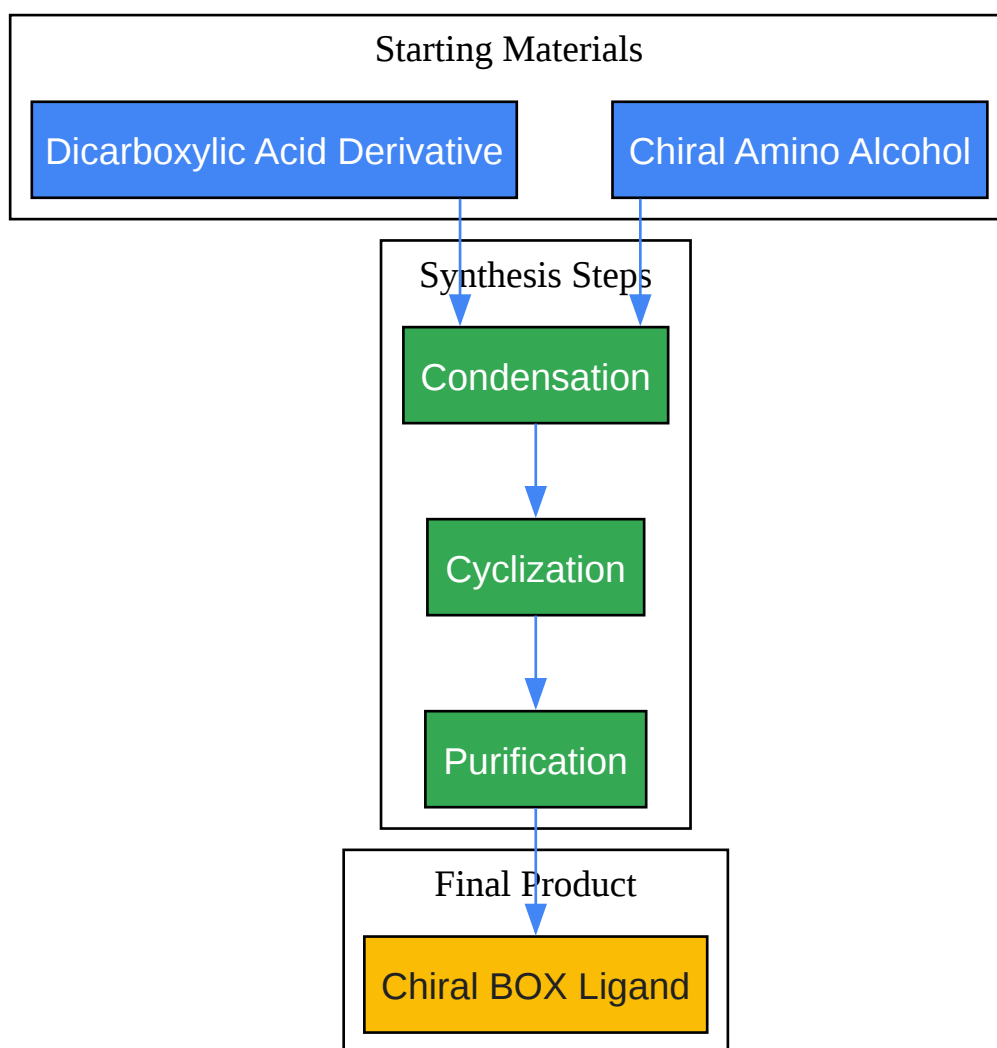 Starting Materials
Dicarboxylic Acid Derivative
Chiral Amino Alcohol
Synthesis Steps
Condensation
Cyclization
Purification
Final Product
Chiral BOX Ligand